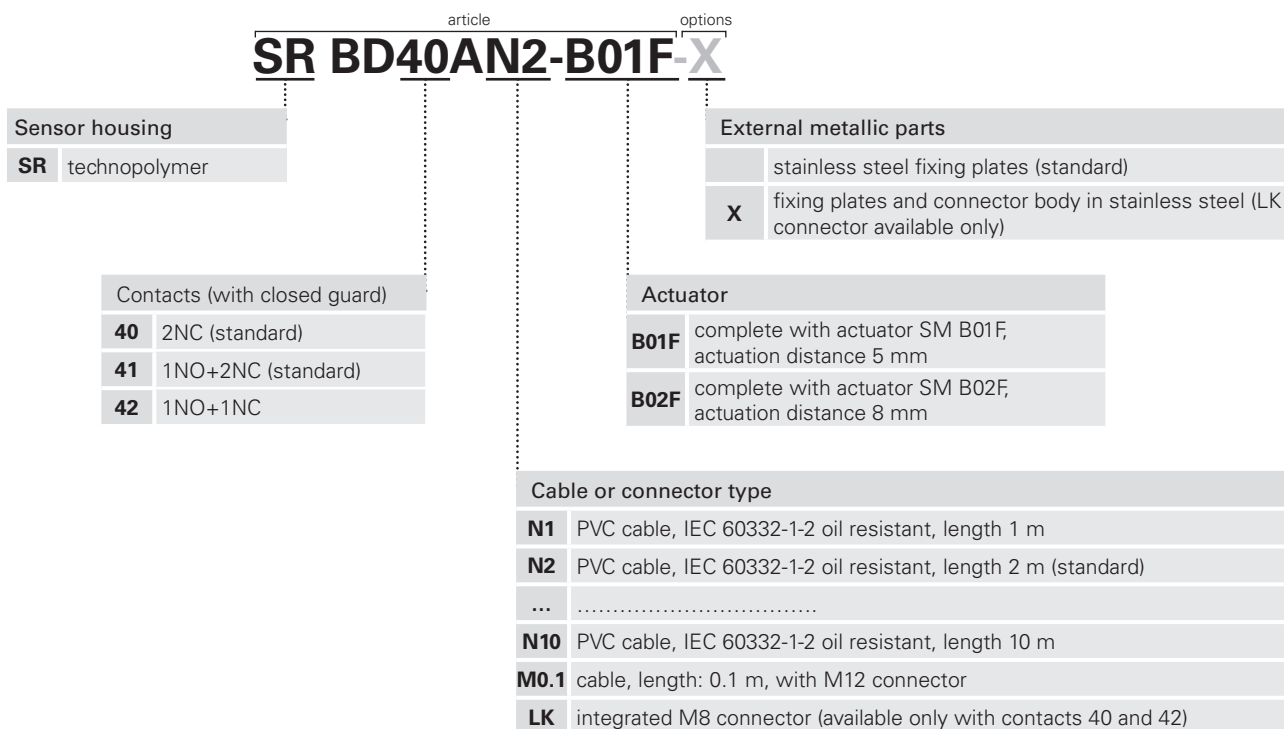 article options
SR BD40AN2-B01F-X
Sensor housing
SR technopolymer
External metallic parts
stainless steel fixing plates (standard)
X fixing plates and connector body in stainless steel (LK
connector available only)
Contacts (with closed guard)
40 2NC (standard)
41 1NO+2NC (standard)
42 1NO+1NC
Actuator
B01F complete with actuator SM B01F,
actuation distance 5 mm
B02F complete with actuator SM B02F,
actuation distance 8 mm
Cable or connector type
N1 PVC cable, IEC 60332-1-2 oil resistant, length 1 m
N2 PVC cable, IEC 60332-1-2 oil resistant, length 2 m (standard)
... ..................................
N10 PVC cable, IEC 60332-1-2 oil resistant, length 10 m
M0.1 cable, length: 0.1 m, with M12 connector
LK integrated M8 connector (available only with contacts 40 and 42)